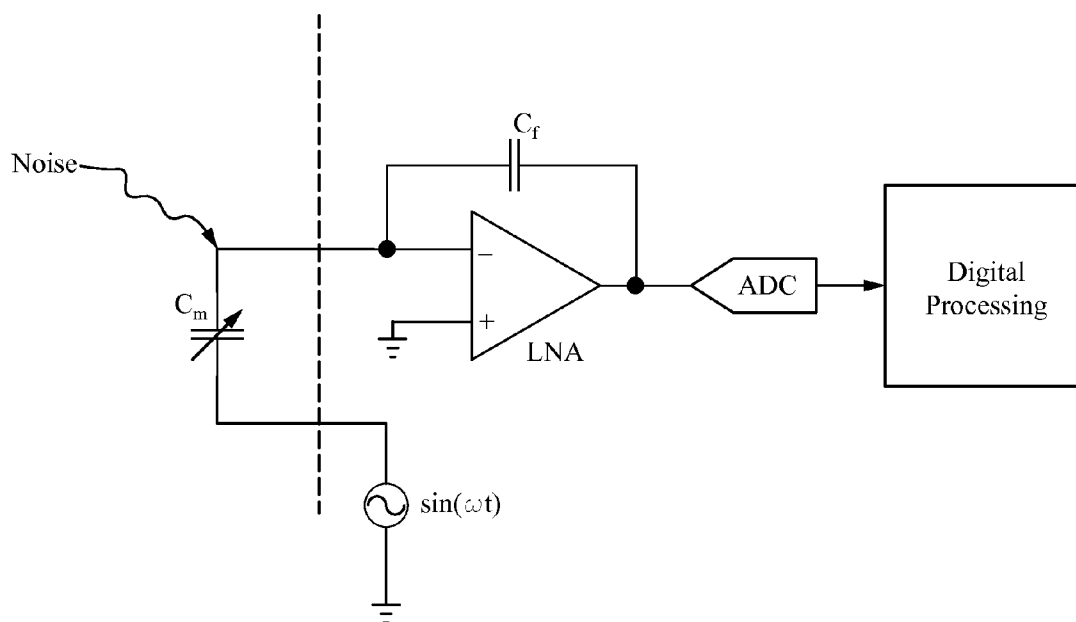 C_f
Noise
ADC
Digital
Processing
C_m
−
+
LNA
sin(ωt)